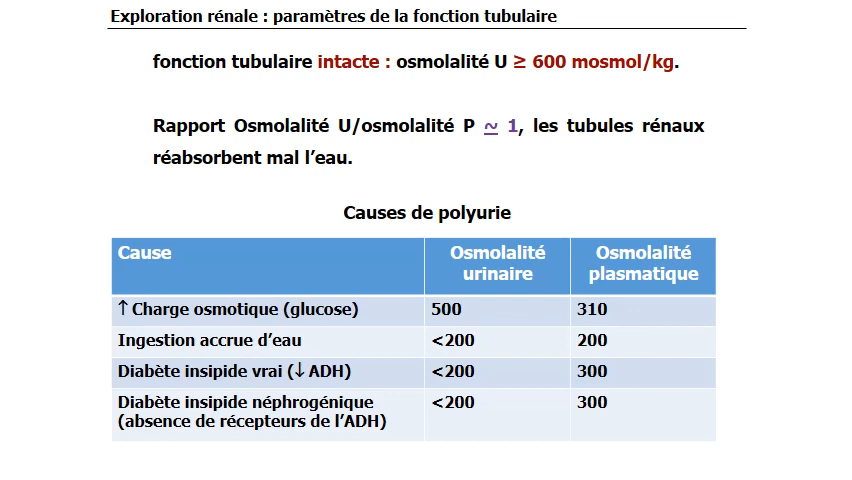 Exploration rénale : paramètres de la fonction tubulaire
fonction tubulaire intacte : osmolalité U ≥ 600 mosmol/kg.
Rapport Osmolalité U/osmolalité P ~ 1, les tubules rénaux
réabsorbent mal l’eau.
Causes de polyurie
Cause
Osmolalité
urinaire
Osmolalité
plasmatique
↑ Charge osmotique (glucose) 500 310
Ingestion accrue d’eau <200 200
Diabète insipide vrai (↓ ADH) <200 300
Diabète insipide néphrogénique <200 300
(absence de récepteurs de l’ADH)